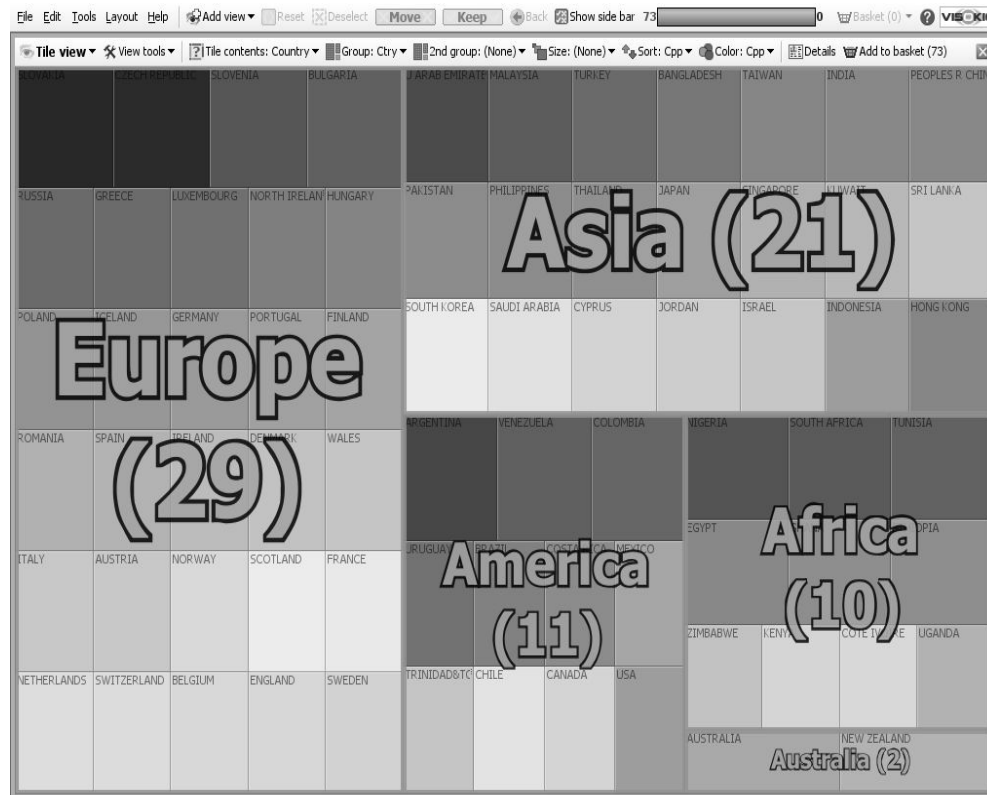 File Edit Tools Layout Help Add view Reset Deselect Move Keep Back Show side bar 73 0 Basket (0) ? VISOKIO
Tile view View tools ? Tile contents: Country Group: Ctry 2nd group: (None) Size: (None) Sort: Cpp Color: Cpp Details Add to basket (73)
SLOVAKIA CZECH REPUBLIC SLOVENIA BULGARIA
RUSSIA GREECE LUXEMBOURG NORTH IRELAN HUNGARY
POLAND ICELAND GERMANY PORTUGAL FINLAND
Europe
ROMANIA SPAIN IRELAND DENMARK WALES
(29)
ITALY AUSTRIA NORWAY SCOTLAND FRANCE
NETHERLANDS SWITZERLAND BELGIUM ENGLAND SWEDEN
U ARAB EMIRATE MALAYSIA TURKEY BANGLADESH TAIWAN INDIA PEOPLES R CHIN
PAKISTAN PHILIPPINES THAILAND JAPAN SINGAPORE KUWAIT SRI LANKA
Asia (21)
SOUTH KOREA SAUDI ARABIA CYPRUS JORDAN ISRAEL INDONESIA HONG KONG
ARGENTINA VENEZUELA COLOMBIA
URUGUAY BRAZIL COSTA RICA MEXICO
America
(11)
TRINIDAD&TO CHILE CANADA USA
NIGERIA SOUTH AFRICA TUNISIA
EGYPT
Africa
(10)
ZIMBABWE KENYA COTE IVOIRE UGANDA
AUSTRALIA NEW ZEALAND
Australia (2)